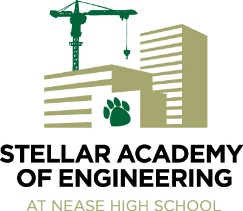 STELLAR ACADEMY
OF ENGINEERING
AT NEASE HIGH SCHOOL